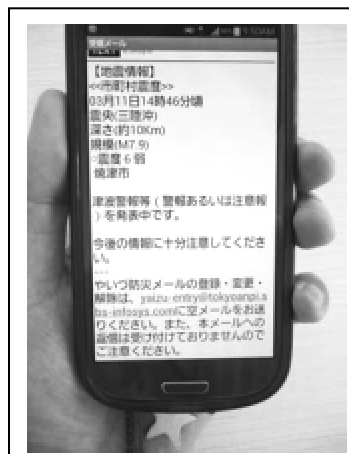 9:50AM
受信メール
【地震情報】
<<市町村震度>>
03月11日14時46分頃
震央(三陸沖)
深さ(約10Km)
規模(M7.9)
○震度6弱
焼津市
津波警報等(警報あるいは注意報
)を発表中です。
今後の情報に十分注意してくださ
い。
---
やいづ防災メールの登録・変更・
解除は、yaizu-entry@tokyoanpi.a
bs-infosys.comに空メールをお送
りください。また、本メールへの
返信は受け付けておりませんので
ご注意ください。